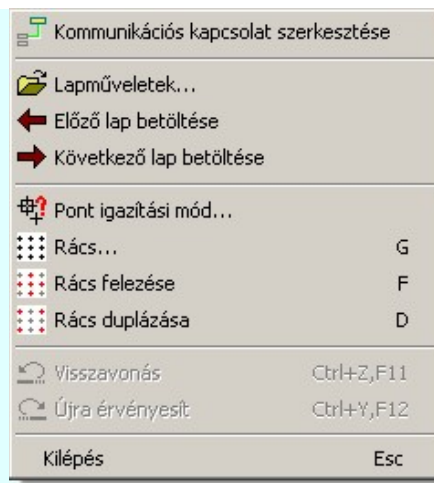 Kommunikációs kapcsolat szerkesztése
Lapműveletek...
Előző lap betöltése
Következő lap betöltése
Pont igazítási mód...
Rács... G
Rács felezése F
Rács duplázása D
Visszavonás Ctrl+Z,F11
Újra érvényesít Ctrl+Y,F12
Kilépés Esc